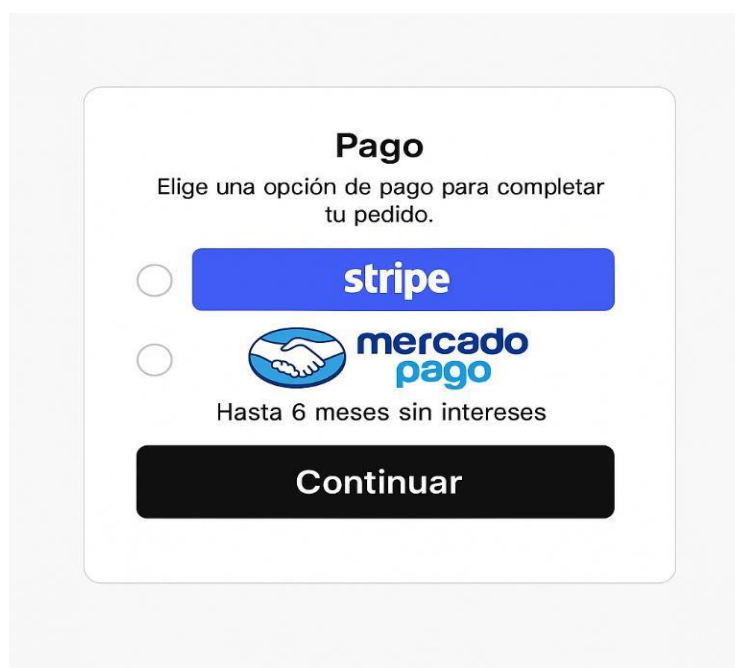 Pago
Elige una opción de pago para completar
tu pedido.
stripe
mercado
pago
Hasta 6 meses sin intereses
Continuar